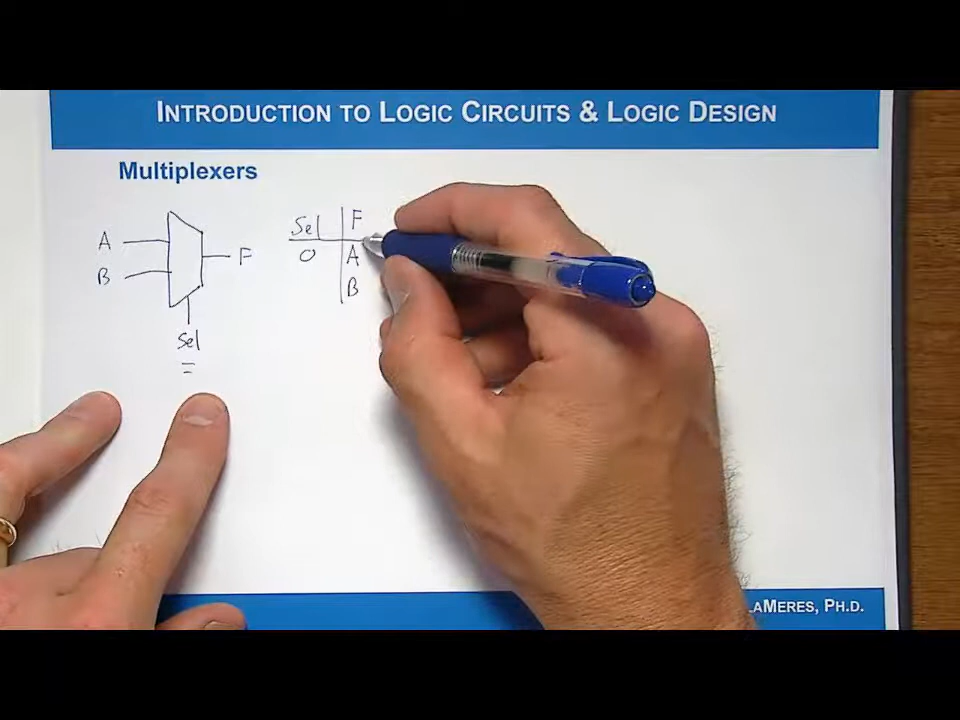 INTRODUCTION TO LOGIC CIRCUITS & LOGIC DESIGN
Multiplexers
A
B
F
Sel
Sel F
0 A
B
LAMERES, PH.D.